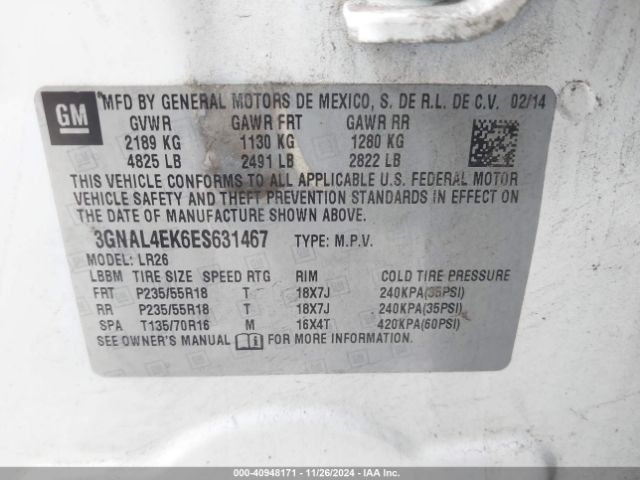 GM
MFD BY GENERAL MOTORS DE MEXICO, S. DE R.L. DE C.V. 02/14
GVWR GAWR FRT GAWR RR
2189 KG 1130 KG 1280 KG
4825 LB 2491 LB 2822 LB
THIS VEHICLE CONFORMS TO ALL APPLICABLE U.S. FEDERAL MOTOR
VEHICLE SAFETY AND THEFT PREVENTION STANDARDS IN EFFECT ON
THE DATE OF MANUFACTURE SHOWN ABOVE.
3GNAL4EK6ES631467 TYPE: M.P.V.
MODEL: LR26
LBBM TIRE SIZE SPEED RTG RIM COLD TIRE PRESSURE
FRT P235/55R18 T 18X7J 240KPA(35PSI)
RR P235/55R18 T 18X7J 240KPA(35PSI)
SPA T135/70R16 M 16X4T 420KPA(60PSI)
SEE OWNER'S MANUAL FOR MORE INFORMATION.
000-40948171 - 11/26/2024 - IAA Inc.